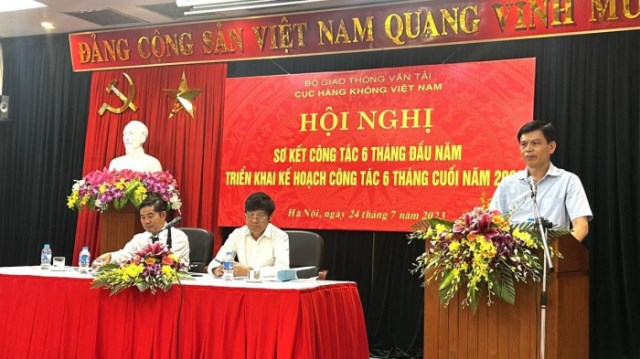 ĐẢNG CỘNG SẢN VIỆT NAM QUANG VINH MU
BỘ GIAO THÔNG VẬN TẢI
CỤC HÀNG KHÔNG VIỆT NAM
HỘI NGHỊ
SƠ KẾT CÔNG TÁC 6 THÁNG ĐẦU NĂM
TRIỂN KHAI KẾ HOẠCH CÔNG TÁC 6 THÁNG CUỐI NĂM 20
Hà Nội, ngày 24 tháng 7 năm 2023